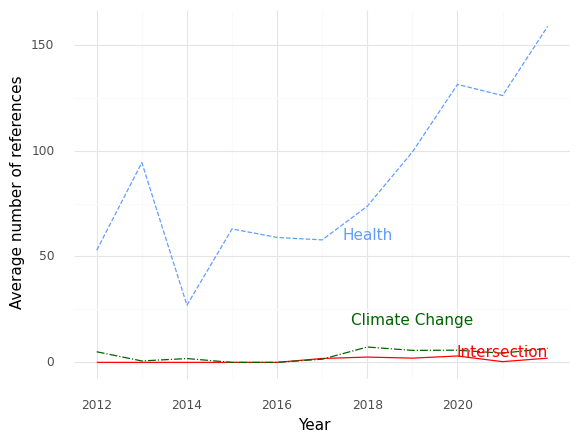 150
100
50
0
Average number of references
Health
Climate Change
Intersection
2012 2014 2016 2018 2020
Year